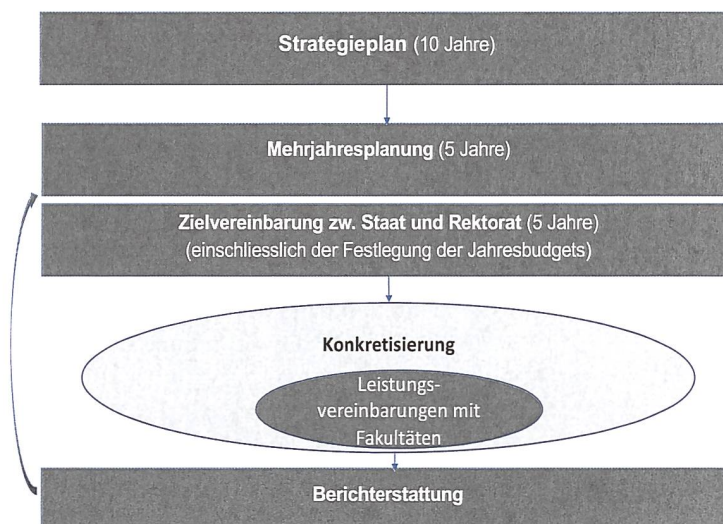 Strategieplan (10 Jahre)
Mehrjahresplanung (5 Jahre)
Zielvereinbarung zw. Staat und Rektorat (5 Jahre)
(einschliesslich der Festlegung der Jahresbudgets)
Konkretisierung
Leistungs-
vereinbarungen mit
Fakultäten
Berichterstattung